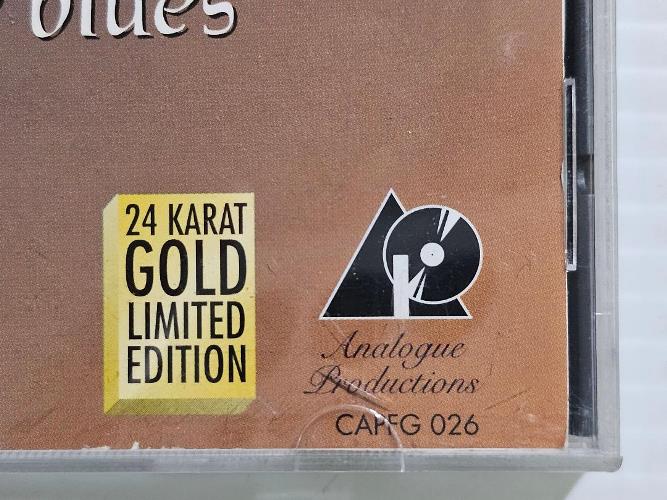 blues
24 KARAT
GOLD
LIMITED
EDITION
Analogue
Productions
CAPFG 026